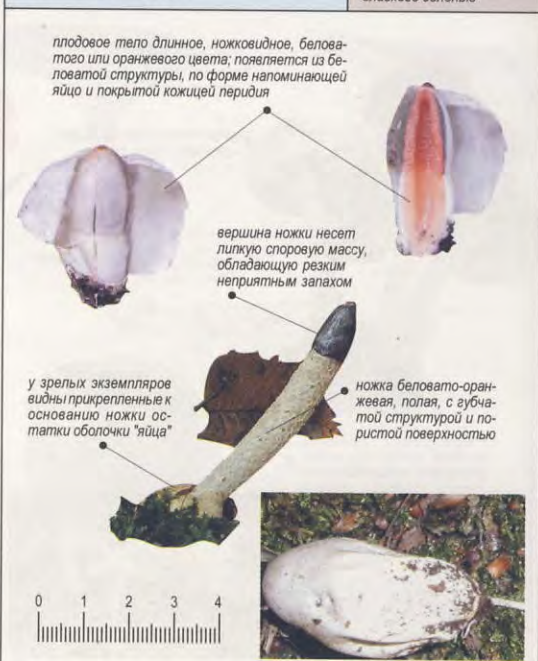 плодовое тело длинное, ножковидное, белова-
того или оранжевого цвета; появляется из бе-
ловатой структуры, по форме напоминающей
яйцо и покрытой кожицей перидия
вершина ножки несет
липкую споровую массу,
обладающую резким
неприятным запахом
у зрелых экземпляров
видны прикрепленные к
основанию ножки ос-
татки оболочки "яйца"
ножка беловато-оран-
жевая, полая, с губча-
той структурой и по-
ристой поверхностью
0 1 2 3 4